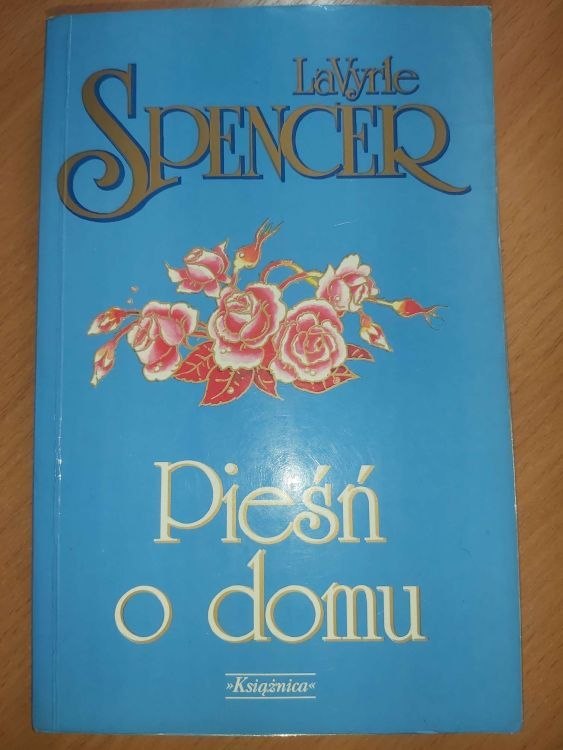 LaVyrle
SPENCER
Pieśń
o domu
»Książnica«